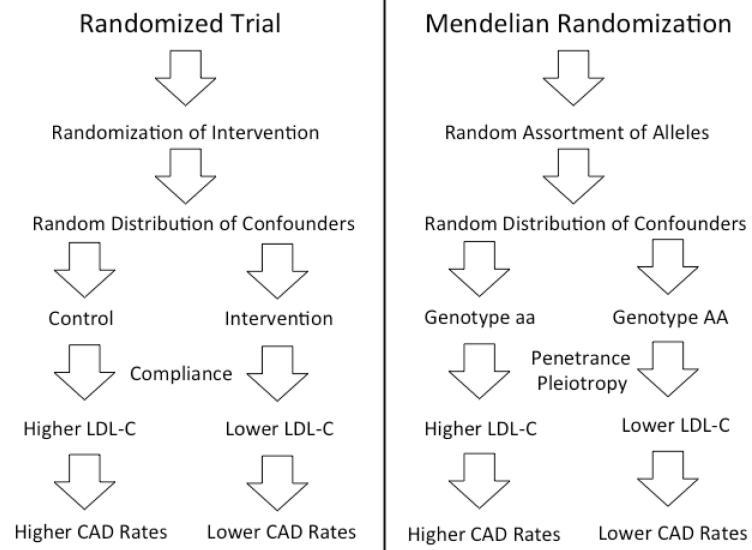 Randomized Trial
Randomization of Intervention
Random Distribution of Confounders
Control
Intervention
Compliance
Higher LDL-C
Lower LDL-C
Higher CAD Rates
Lower CAD Rates
Mendelian Randomization
Random Assortment of Alleles
Random Distribution of Confounders
Genotype aa
Genotype AA
Penetrance
Pleiotropy
Higher LDL-C
Lower LDL-C
Higher CAD Rates
Lower CAD Rates